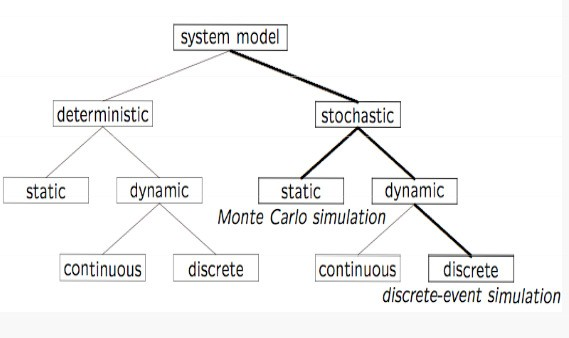 system model
deterministic
stochastic
static
dynamic
static
dynamic
Monte Carlo simulation
continuous
discrete
continuous
discrete
discrete-event simulation